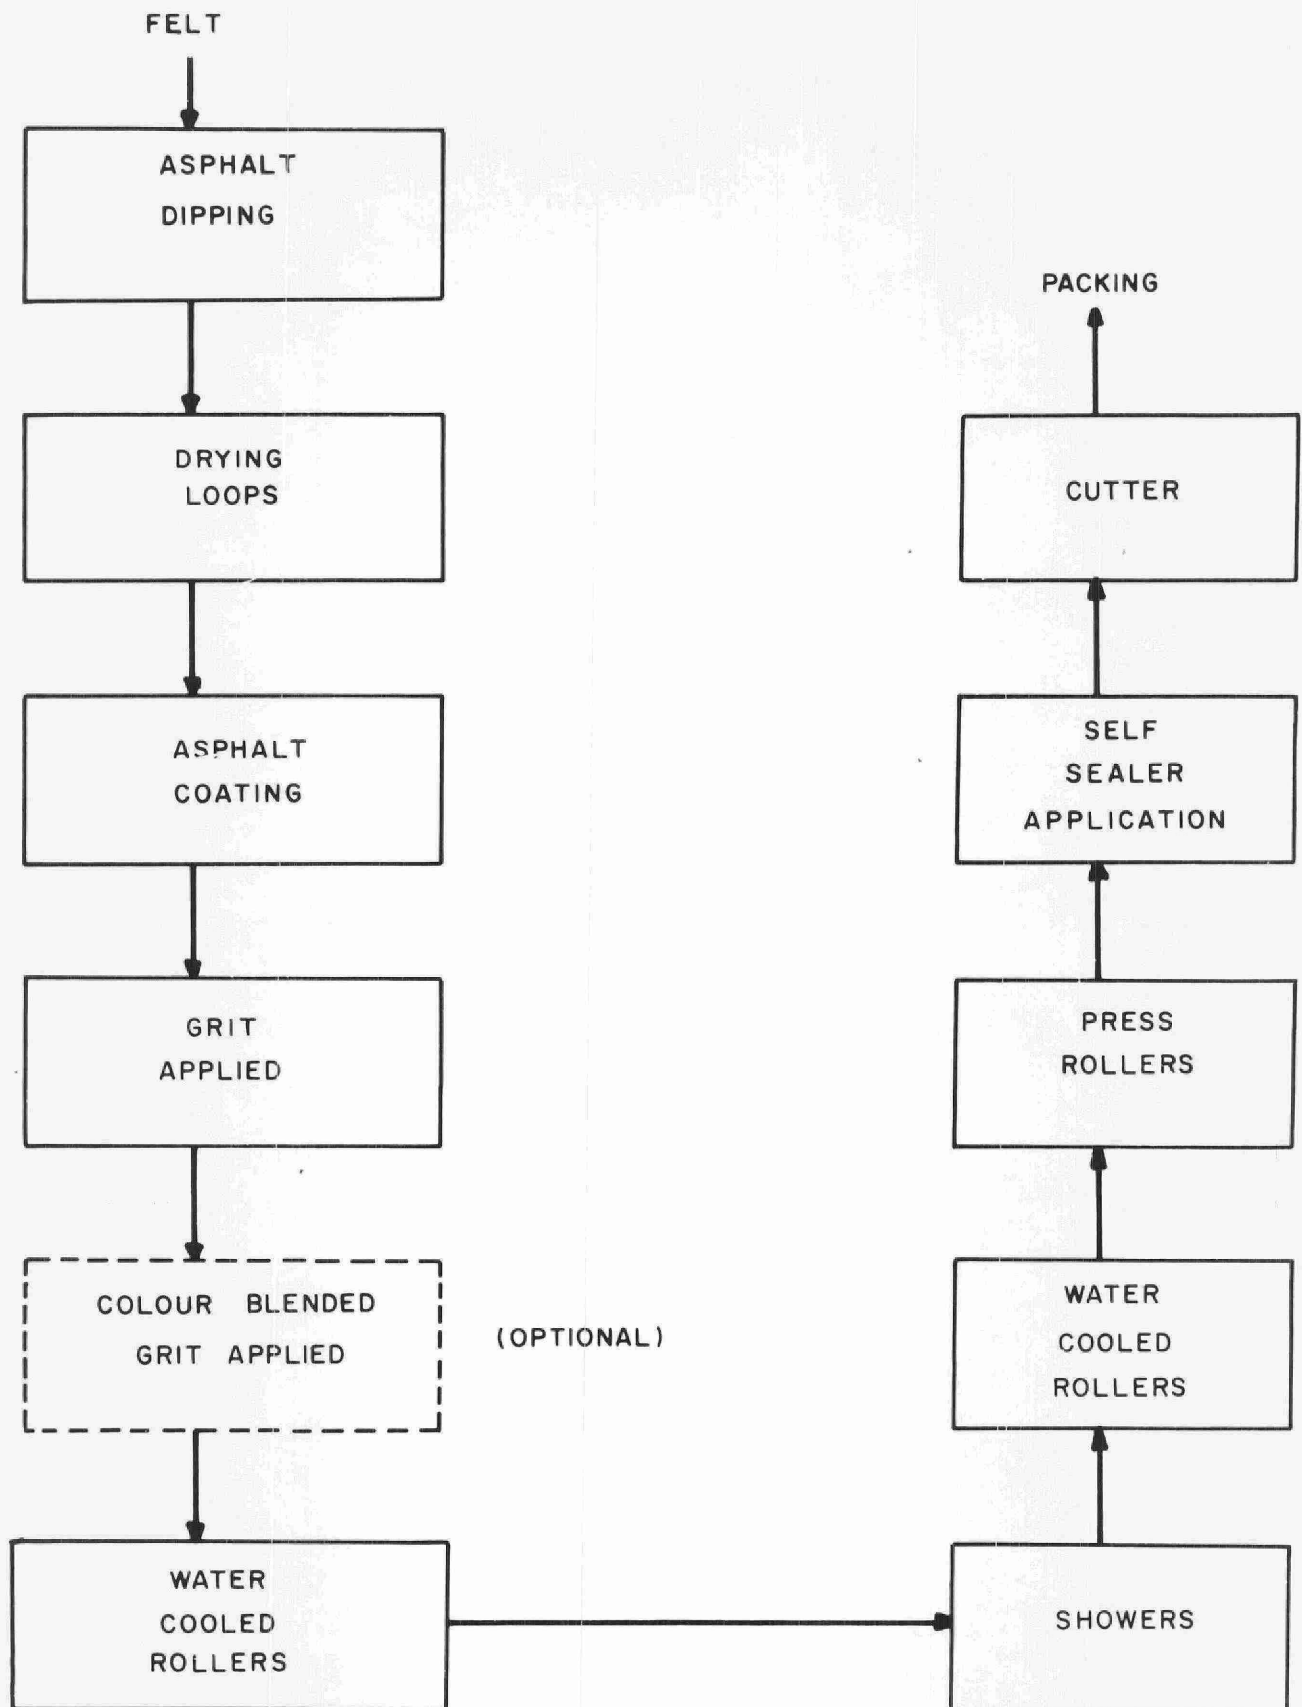 FELT
ASPHALT
DIPPING
DRYING
LOOPS
ASPHALT
COATING
GRIT
APPLIED
COLOUR BLENDED
GRIT APPLIED
(OPTIONAL)
WATER
COOLED
ROLLERS
SHOWERS
WATER
COOLED
ROLLERS
PRESS
ROLLERS
SELF
SEALER
APPLICATION
CUTTER
PACKING